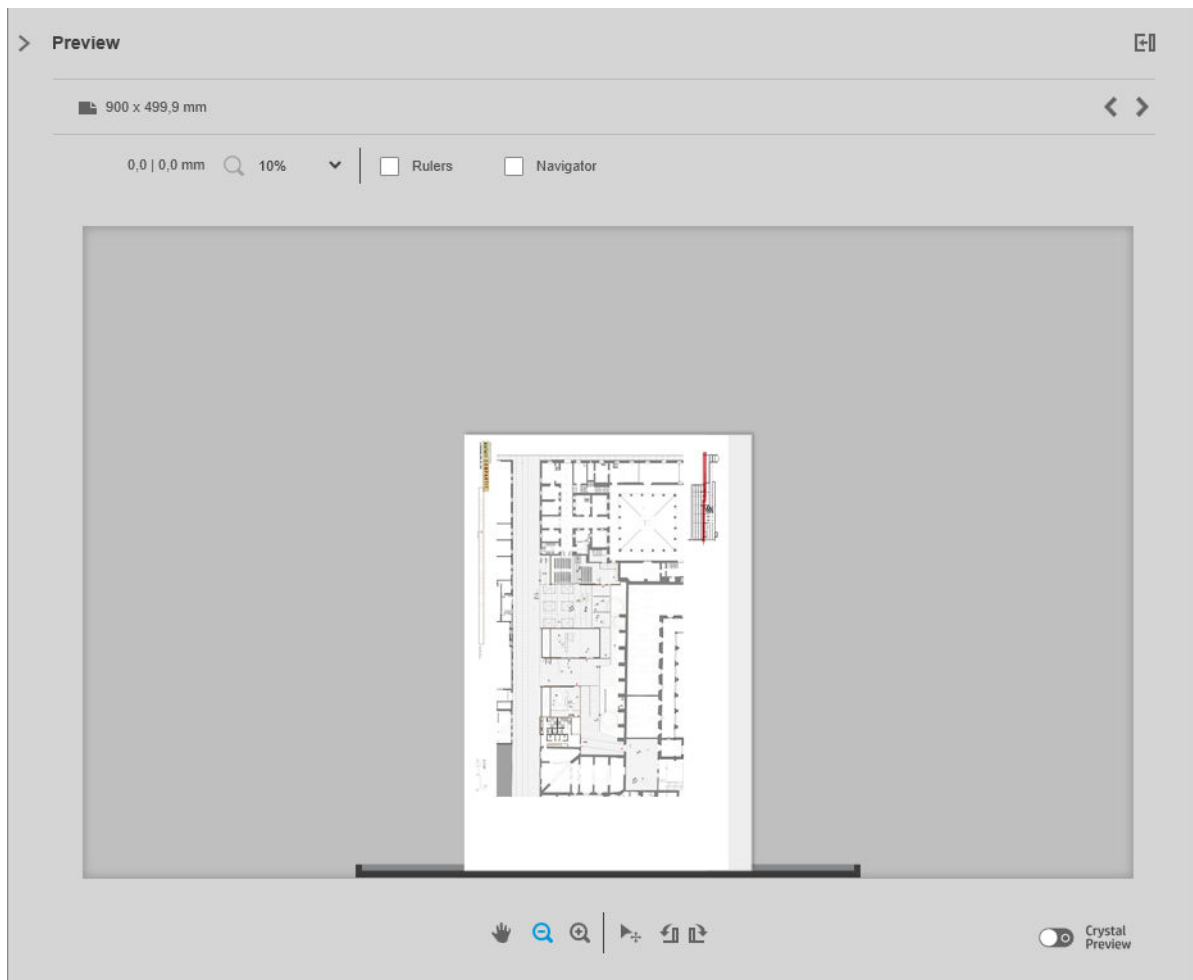 Preview
900 x 499,9 mm
0,0 | 0,0 mm 10% Rulers Navigator
Crystal
Preview